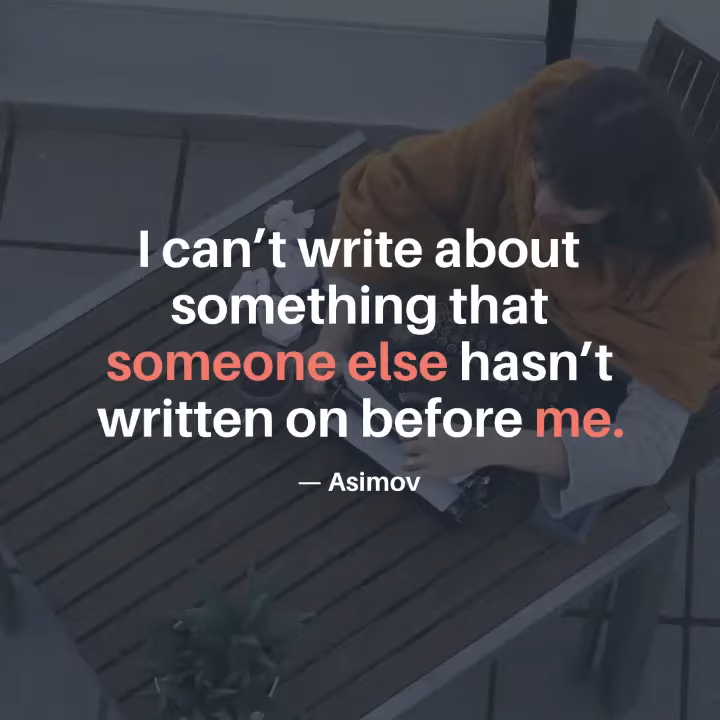 I can’t write about
something that
someone else hasn’t
written on before me.
— Asimov